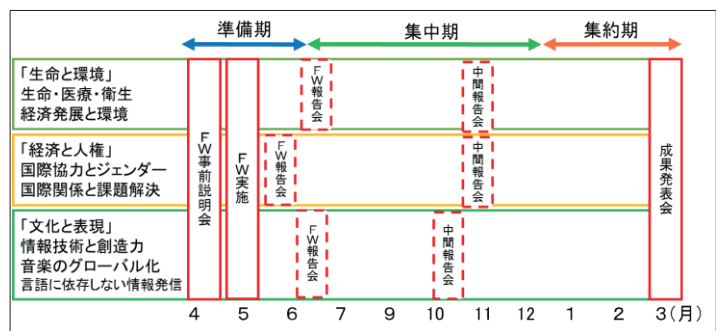 準備期
集中期
集約期
「生命と環境」
生命・医療・衛生
経済発展と環境
「経済と人権」
国際協力とジェンダー
国際関係と課題解決
「文化と表現」
情報技術と創造力
音楽のグローバル化
言語に依存しない情報発信
FW事前説明会
FW実施
FW報告会
中間報告会
FW報告会
中間報告会
FW報告会
中間報告会
成果発表会
4 5 6 7 9 10 11 12 1 2 3(月)